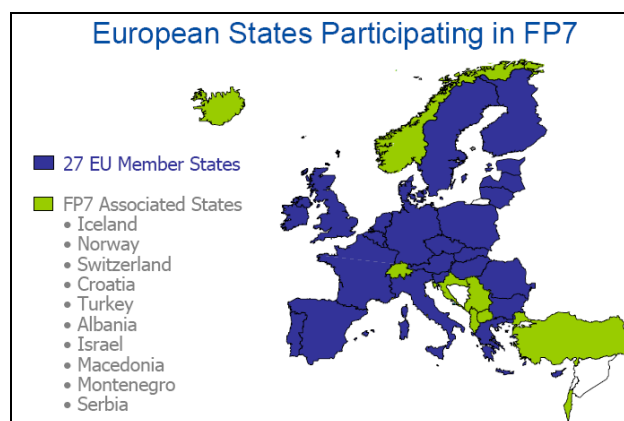 European States Participating in FP7
27 EU Member States
FP7 Associated States
• Iceland
• Norway
• Switzerland
• Croatia
• Turkey
• Albania
• Israel
• Macedonia
• Montenegro
• Serbia